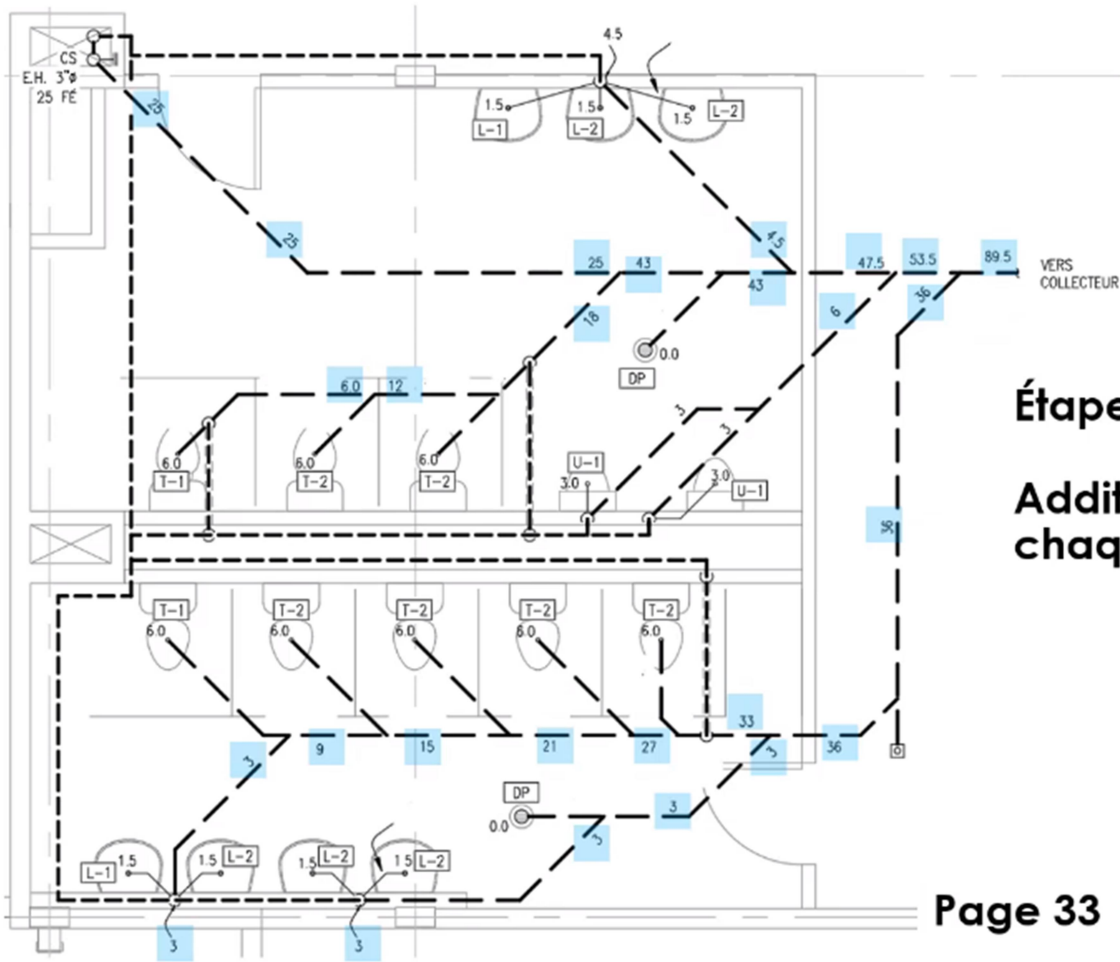 4.5
CS
E.H. 3"ø
25 FÉ
25
1.5
1.5
1.5
L-1
L-2
L-2
25
4.5
25
43
43
47.5
53.5
89.5
VERS
COLLECTEUR
18
6
36
0.0
DP
6.0
12
Étape
Addit
chaq
3
3
6.0
6.0
6.0
T-1
T-2
T-2
U-1
3.0
3.0
U-1
36
T-1
T-2
T-2
T-2
T-2
6.0
6.0
6.0
6.0
6.0
33
9
15
21
27
3
3
36
DP
0.0
3
3
L-1
1.5
1.5
L-2
1.5
L-2
1.5
L-2
3
3
Page 33